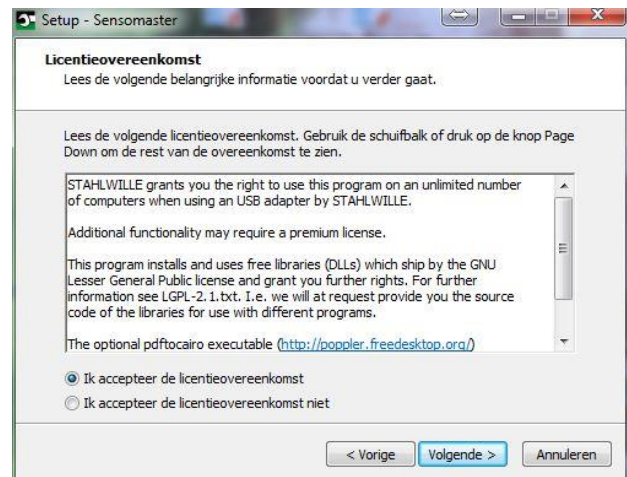 Setup - Sensomaster
Licentieovereenkomst
Lees de volgende belangrijke informatie voordat u verder gaat.
Lees de volgende licentieovereenkomst. Gebruik de schuifbalk of druk op de knop Page
Down om de rest van de overeenkomst te zien.
STAHLWILLE grants you the right to use this program on an unlimited number
of computers when using an USB adapter by STAHLWILLE.
Additional functionality may require a premium license.
This program installs and uses free libraries (DLLs) which ship by the GNU
Lesser General Public license and grant you further rights. For further
information see LGPL-2.1.txt. I.e. we will at request provide you the source
code of the libraries for use with different programs.
The optional pdftocairo executable (http://poppler.freedesktop.org/)
Ik accepteer de licentieovereenkomst
Ik accepteer de licentieovereenkomst niet
< Vorige
Volgende >
Annuleren